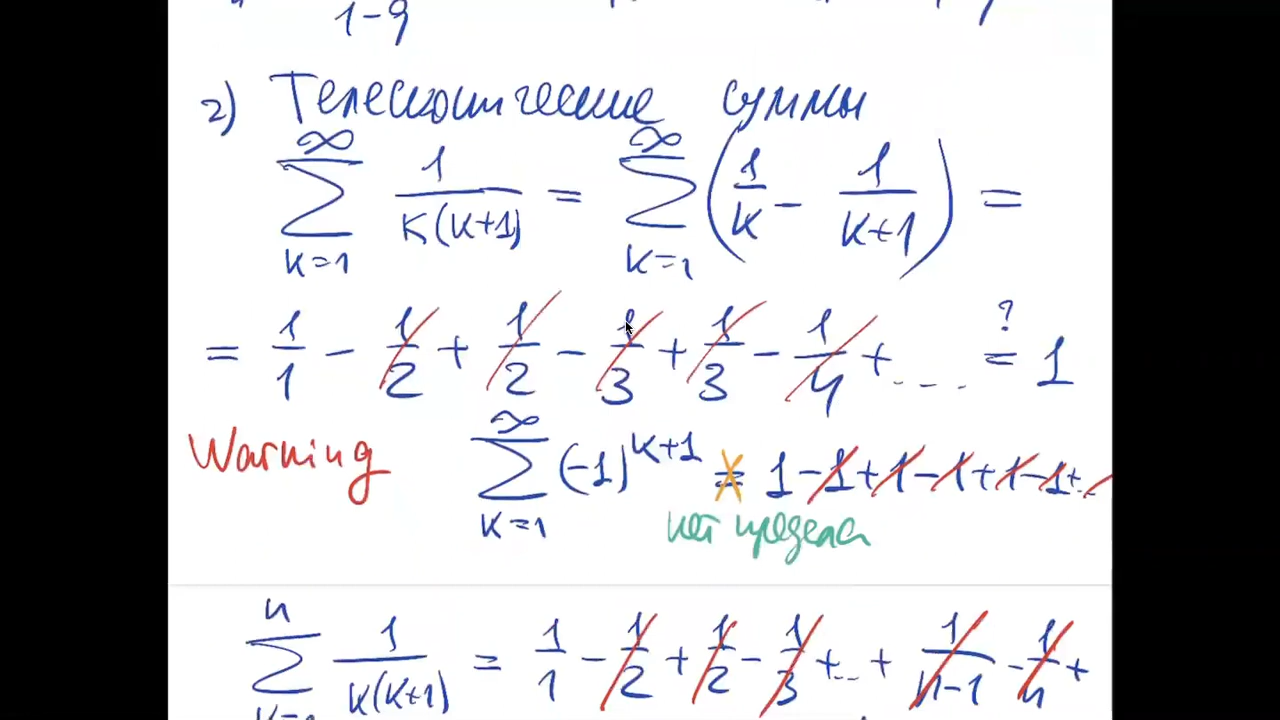 1-q
2) Телескопические суммы
∑_{k=1}^{∞} 1/(k(k+1)) = ∑_{k=1}^{∞} (1/k - 1/(k+1)) =
= 1/1 - 1/2 + 1/2 - 1/3 + 1/3 - 1/4 + .... ?= 1
Warning ∑_{k=1}^{∞} (-1)^{k+1} = 1-1+1-1+1-1+...
нет предела
∑_{k=1}^{n} 1/(k(k+1)) = 1/1 - 1/2 + 1/2 - 1/3 + ... + 1/(n-1) - 1/n +